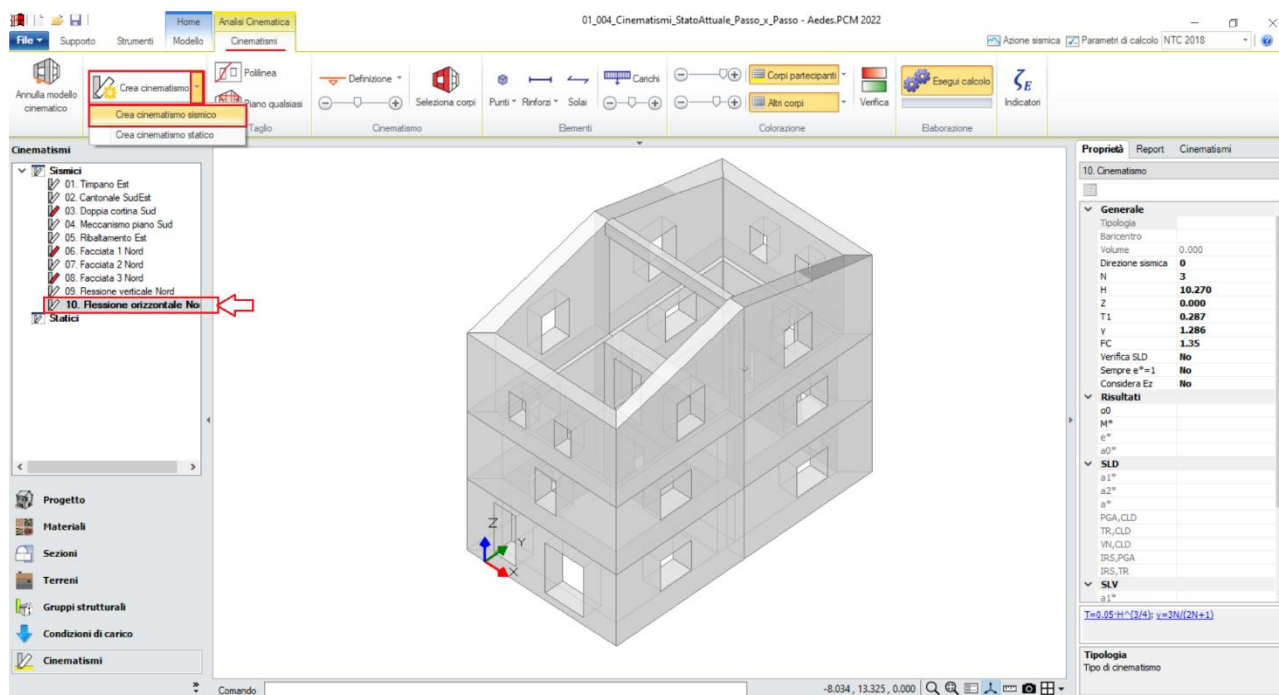 01_004_Cinematismi_StatoAttuale_Passo_x_Passo - Aedes.PCM 2022
Home
Analisi Cinematica
File
Supporto
Strumenti
Modello
Cinematismi
Azione sismica
Parametri di calcolo
NTC 2018
Annulla modello
cinematico
Crea cinematismo
Crea cinematismo sismico
Crea cinematismo statico
Polilinea
Piano qualsiasi
Taglio
Definizione
Seleziona corpi
Cinematismo
Punti
Rinforzi
Solai
Carichi
Elementi
Corpi partecipanti
Altri corpi
Verifica
Colorazione
Esegui calcolo
Elaborazione
ζE
Indicatori
Cinematismi
Sismici
01. Timpano Est
02. Cantonale SudEst
03. Doppia cortina Sud
04. Meccanismo piano Sud
05. Ribaltamento Est
06. Facciata 1 Nord
07. Facciata 2 Nord
08. Facciata 3 Nord
09. Flessione verticale Nord
10. Flessione orizzontale No
Statici
Progetto
Materiali
Sezioni
Terreni
Gruppi strutturali
Condizioni di carico
Cinematismi
Z
Y
X
Comando
-8.034 , 13.325 , 0.000
Proprietà
Report
Cinematismi
10. Cinematismo
Generale
Tipologia
Baricentro
Volume 0.000
Direzione sismica 0
N 3
H 10.270
Z 0.000
T1 0.287
γ 1.286
FC 1.35
Verifica SLD No
Sempre e*=1 No
Considera Ez No
Risultati
α0
M*
e*
a0*
SLD
a1*
a2*
a*
PGA,CLD
TR,CLD
VN,CLD
IRS,PGA
IRS,TR
SLV
a1*
T=0.05·H^(3/4); γ=3N/(2N+1)
Tipologia
Tipo di cinematismo